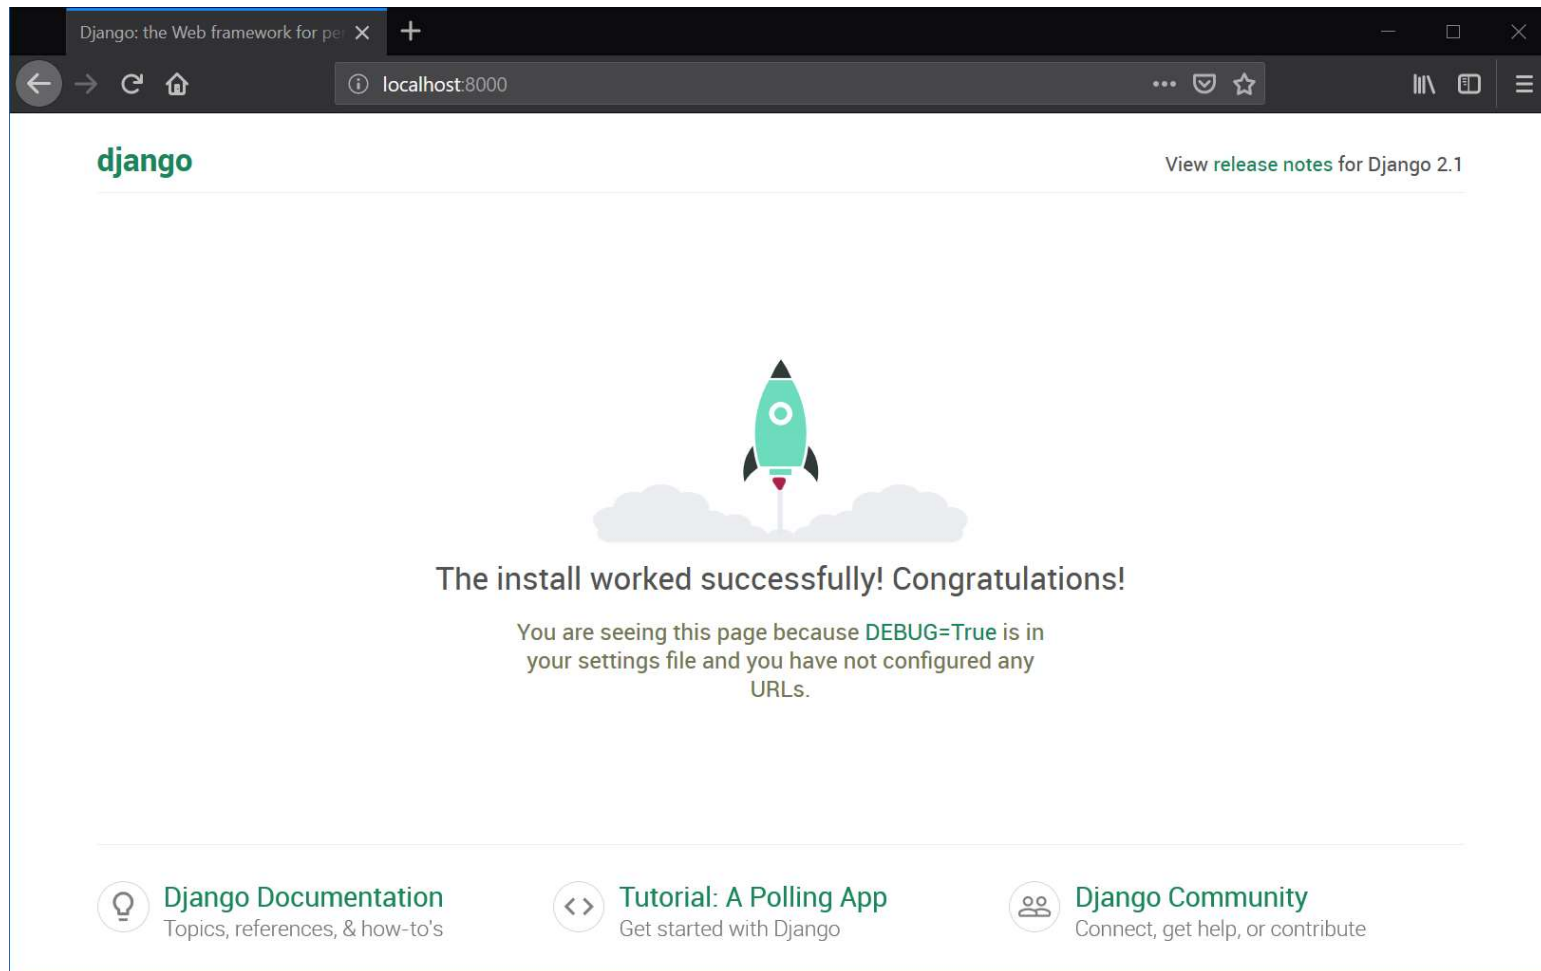 Django: the Web framework for pe
localhost:8000
django
View release notes for Django 2.1
The install worked successfully! Congratulations!
You are seeing this page because DEBUG=True is in
your settings file and you have not configured any
URLs.
Django Documentation
Topics, references, & how-to's
Tutorial: A Polling App
Get started with Django
Django Community
Connect, get help, or contribute